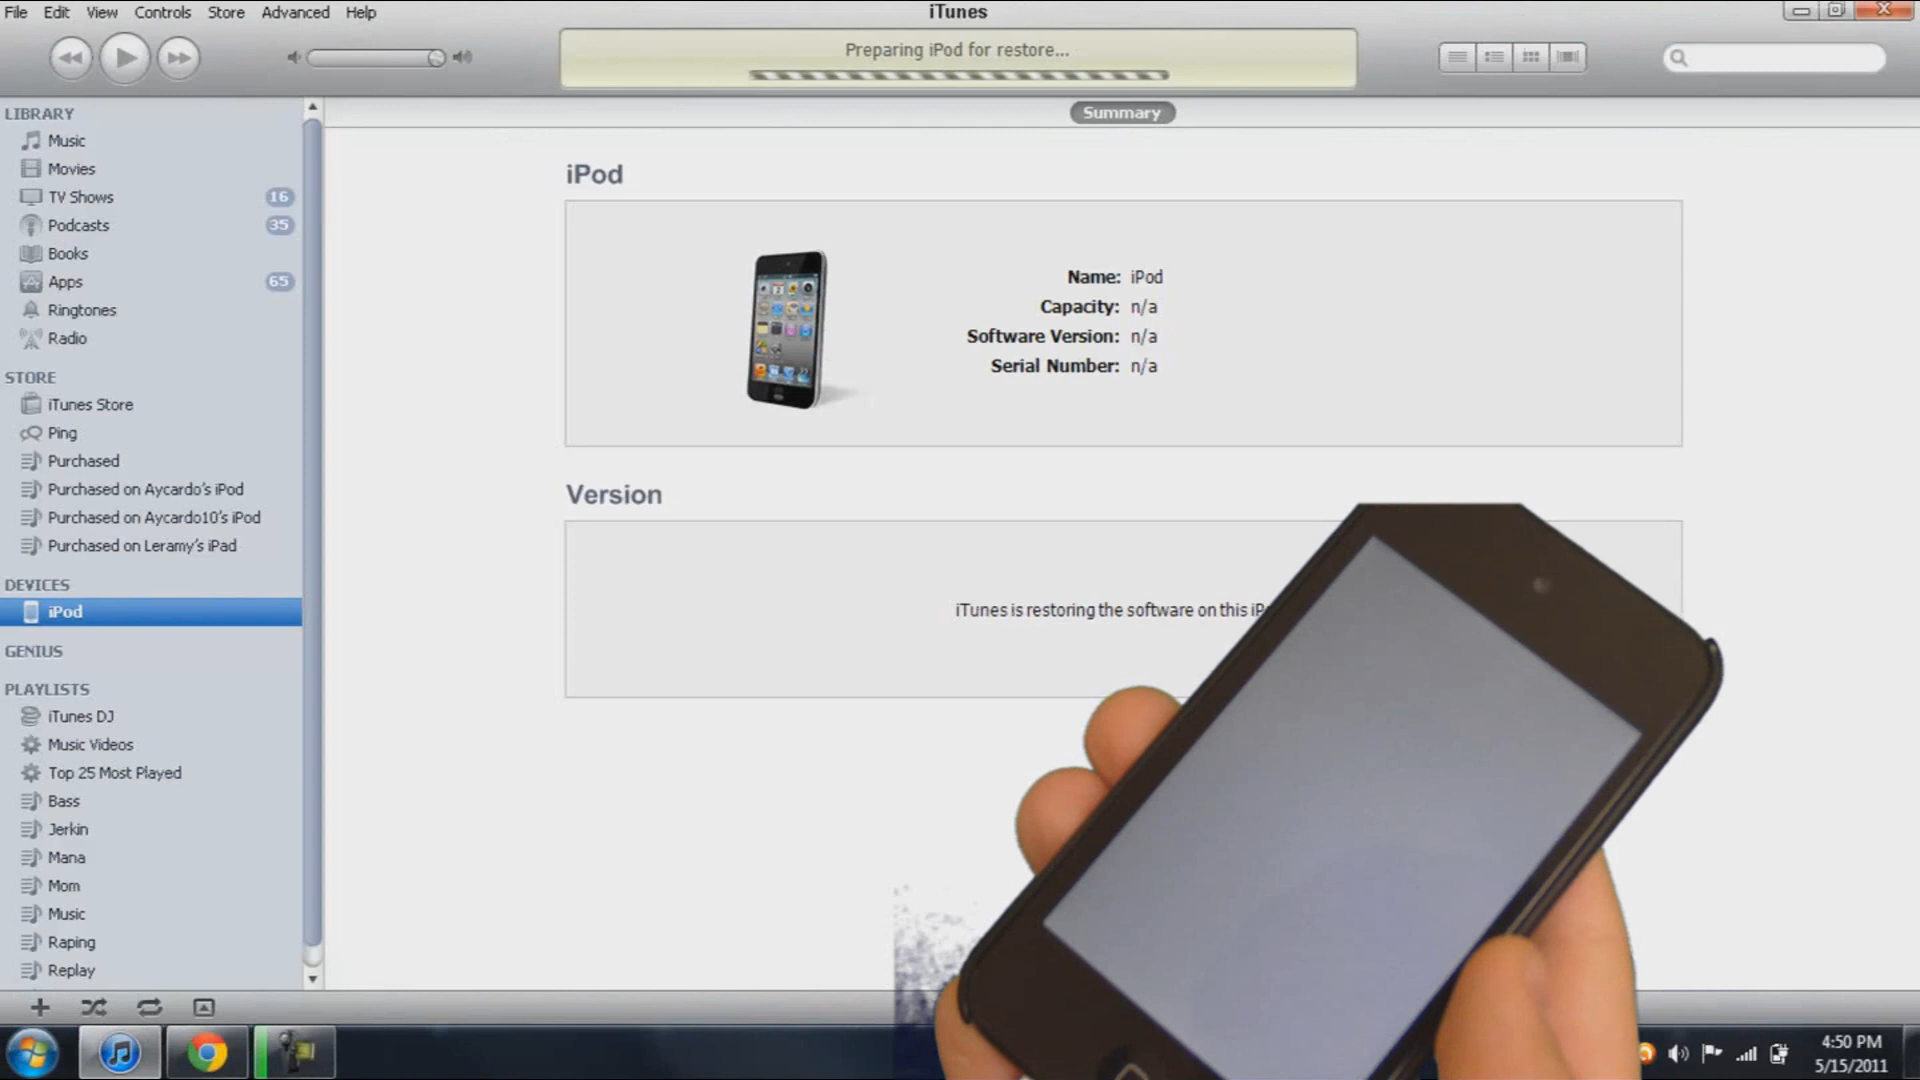 File Edit View Controls Store Advanced Help
iTunes
Preparing iPod for restore...
Summary
LIBRARY
Music
Movies
TV Shows 16
Podcasts 35
Books
Apps 65
Ringtones
Radio
STORE
iTunes Store
Ping
Purchased
Purchased on Aycardo's iPod
Purchased on Aycardo10's iPod
Purchased on Leramy's iPad
DEVICES
iPod
GENIUS
PLAYLISTS
iTunes DJ
Music Videos
Top 25 Most Played
Bass
Jerkin
Mana
Mom
Music
Raping
Replay
iPod
Name: iPod
Capacity: n/a
Software Version: n/a
Serial Number: n/a
Version
iTunes is restoring the software on this
4:50 PM
5/15/2011